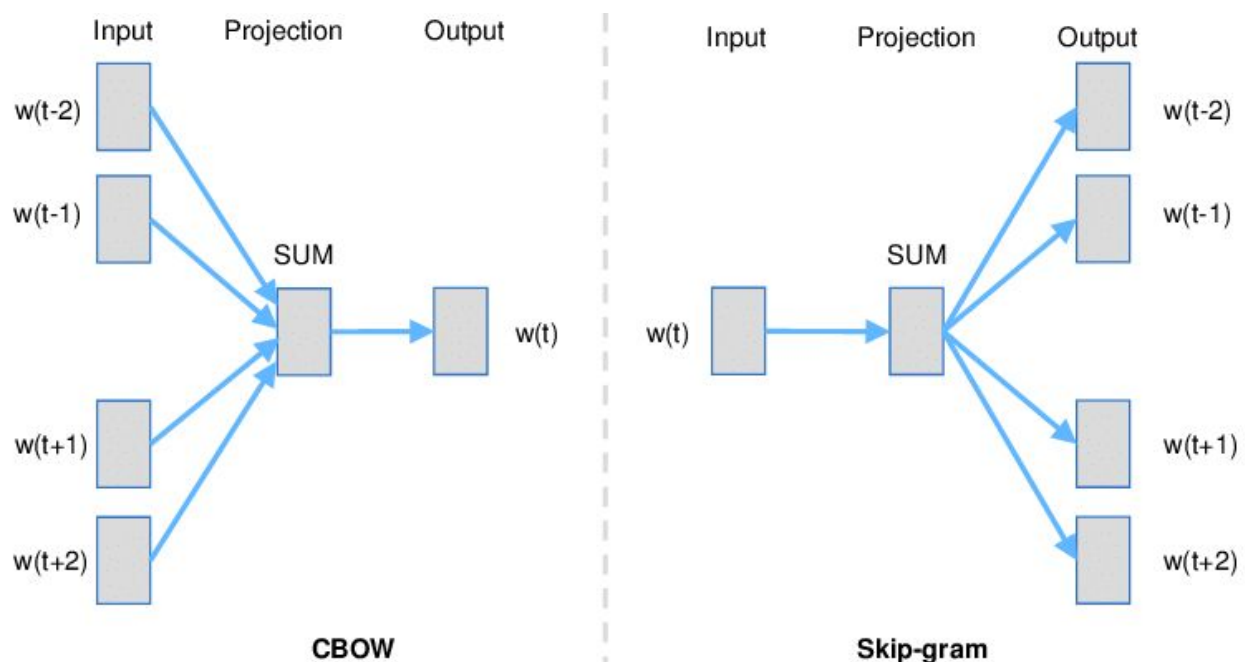 Input Projection Output
w(t-2)
w(t-1)
SUM
w(t)
w(t+1)
w(t+2)
CBOW
Input Projection Output
w(t-2)
w(t-1)
SUM
w(t)
w(t+1)
w(t+2)
Skip-gram